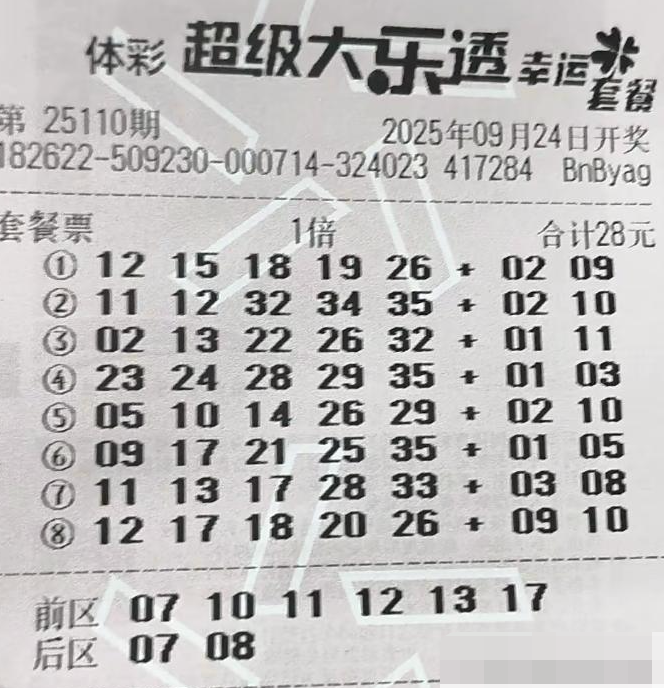 体彩 超级大乐透 幸运套餐
第 25110期 2025年09月24日开奖
182622-509230-000714-324023 417284 BnByag
套餐票 1倍 合计28元
① 12 15 18 19 26 + 02 09
② 11 12 32 34 35 + 02 10
③ 02 13 22 26 32 + 01 11
④ 23 24 28 29 35 + 01 03
⑤ 05 10 14 26 29 + 02 10
⑥ 09 17 21 25 35 + 01 05
⑦ 11 13 17 28 33 + 03 08
⑧ 12 17 18 20 26 + 09 10
前区 07 10 11 12 13 17
后区 07 08